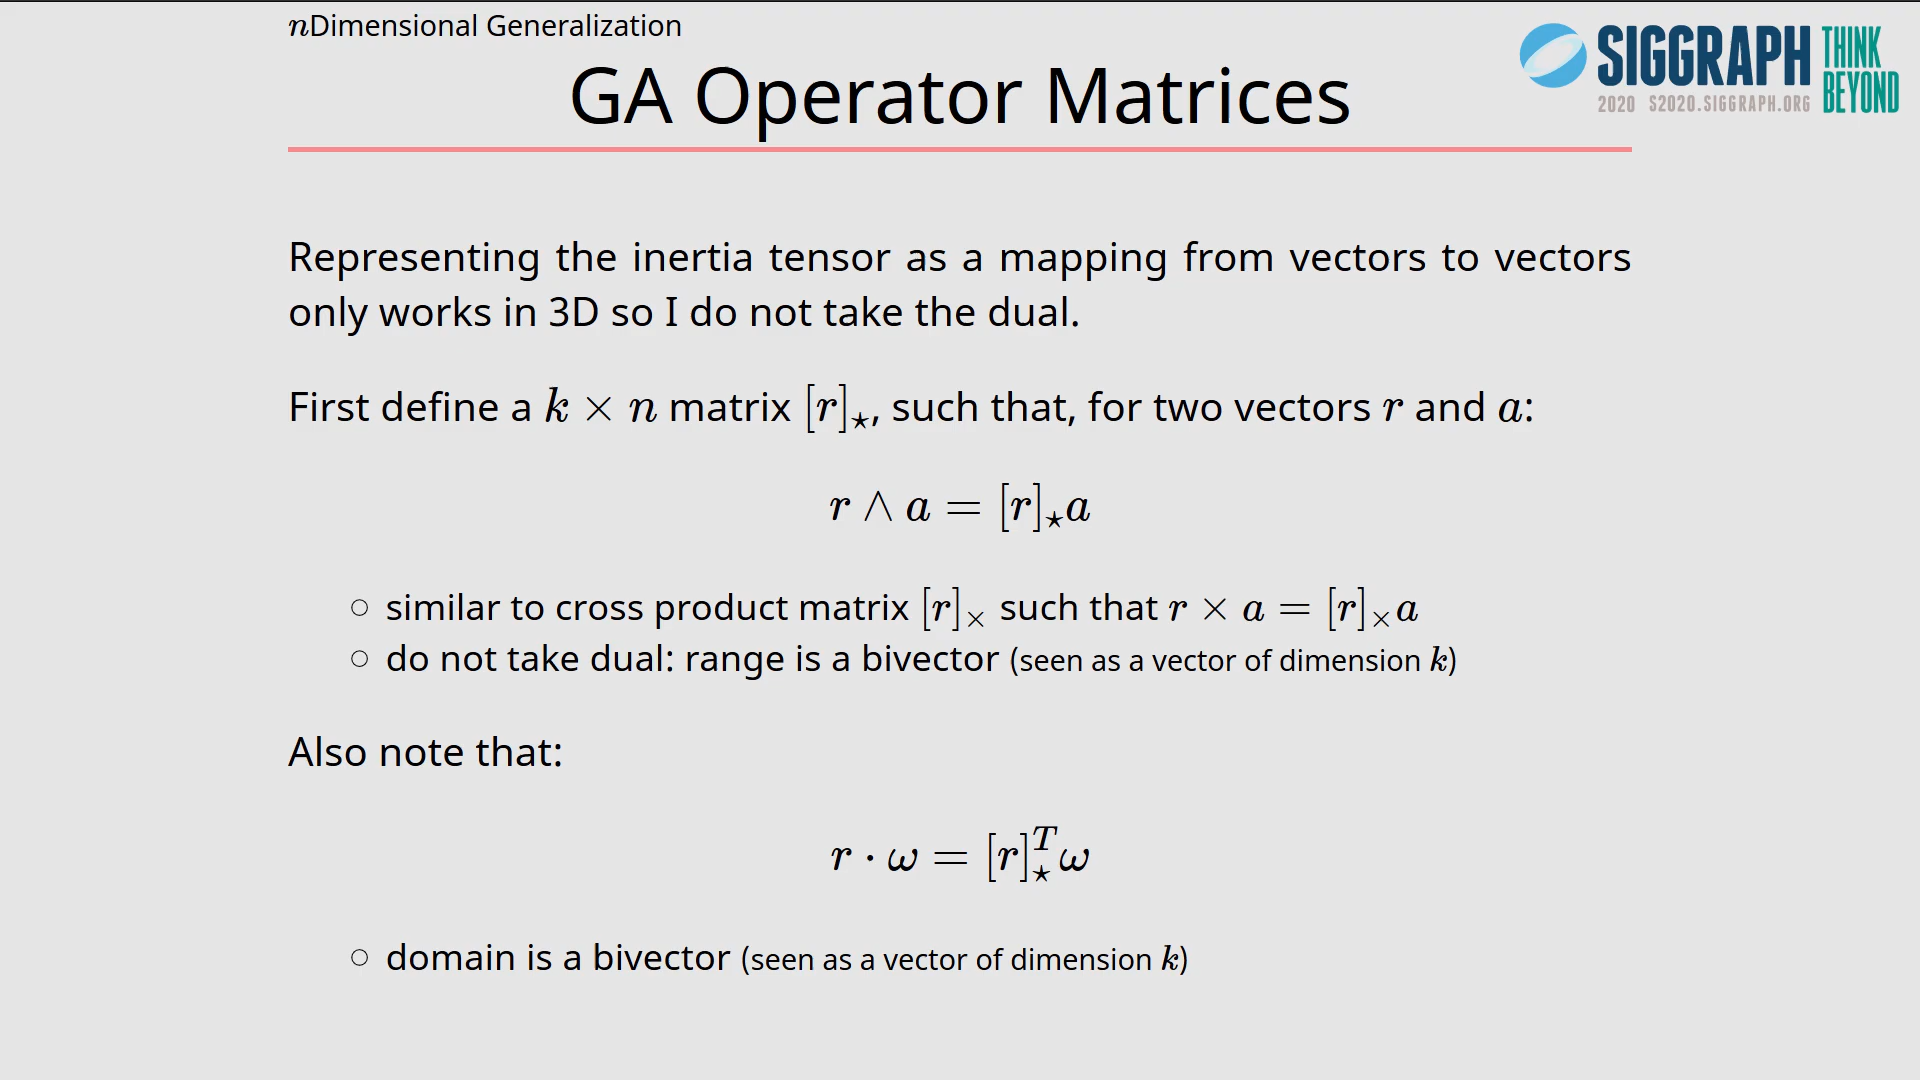 nDimensional Generalization
GA Operator Matrices
SIGGRAPH
2020 S2020.SIGGRAPH.ORG
THINK
BEYOND
Representing the inertia tensor as a mapping from vectors to vectors
only works in 3D so I do not take the dual.
First define a k × n matrix [r]⋆, such that, for two vectors r and a:
r ∧ a = [r]⋆a
○ similar to cross product matrix [r]× such that r × a = [r]×a
○ do not take dual: range is a bivector (seen as a vector of dimension k)
Also note that:
r · ω = [r]⋆ᵀω
○ domain is a bivector (seen as a vector of dimension k)